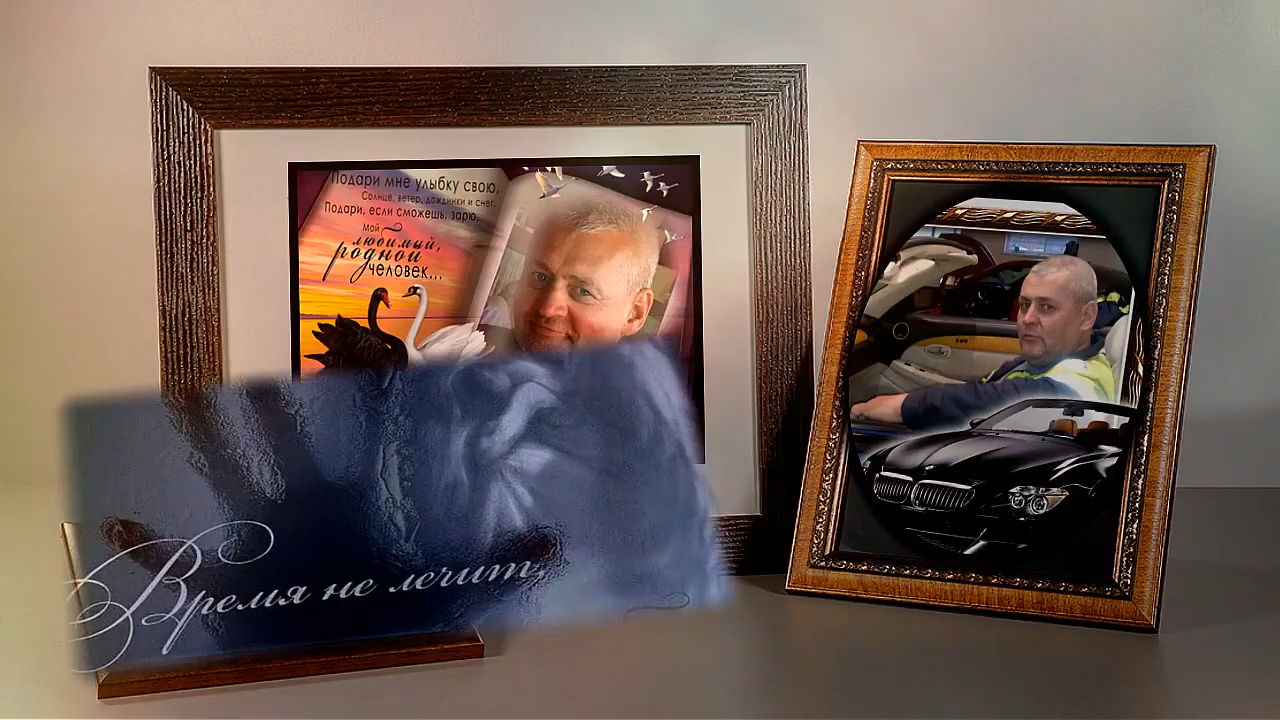 Подари мне улыбку свою,
Солнце, ветер, дождинки и снег.
Подари, если сможешь, зарю,
Мой
любимый,
родной
человек...
Время не лечит,